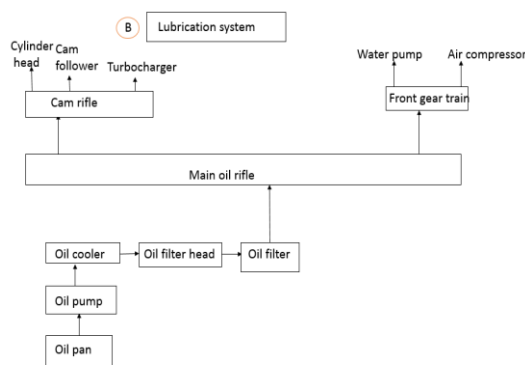 B
Lubrication system
Cylinder
head
Cam
follower
Turbocharger
Water pump
Air compressor
Cam rifle
Front gear train
Main oil rifle
Oil cooler
Oil filter head
Oil filter
Oil pump
Oil pan